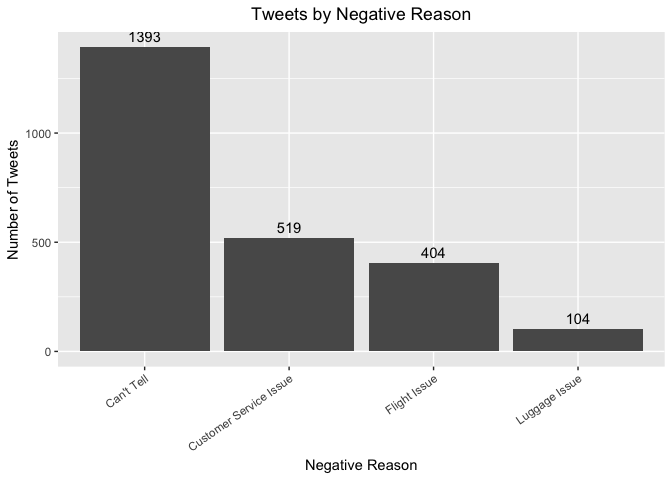 Tweets by Negative Reason
1393
519
404
104
Number of Tweets
1000
500
0
Can't Tell
Customer Service Issue
Flight Issue
Luggage Issue
Negative Reason